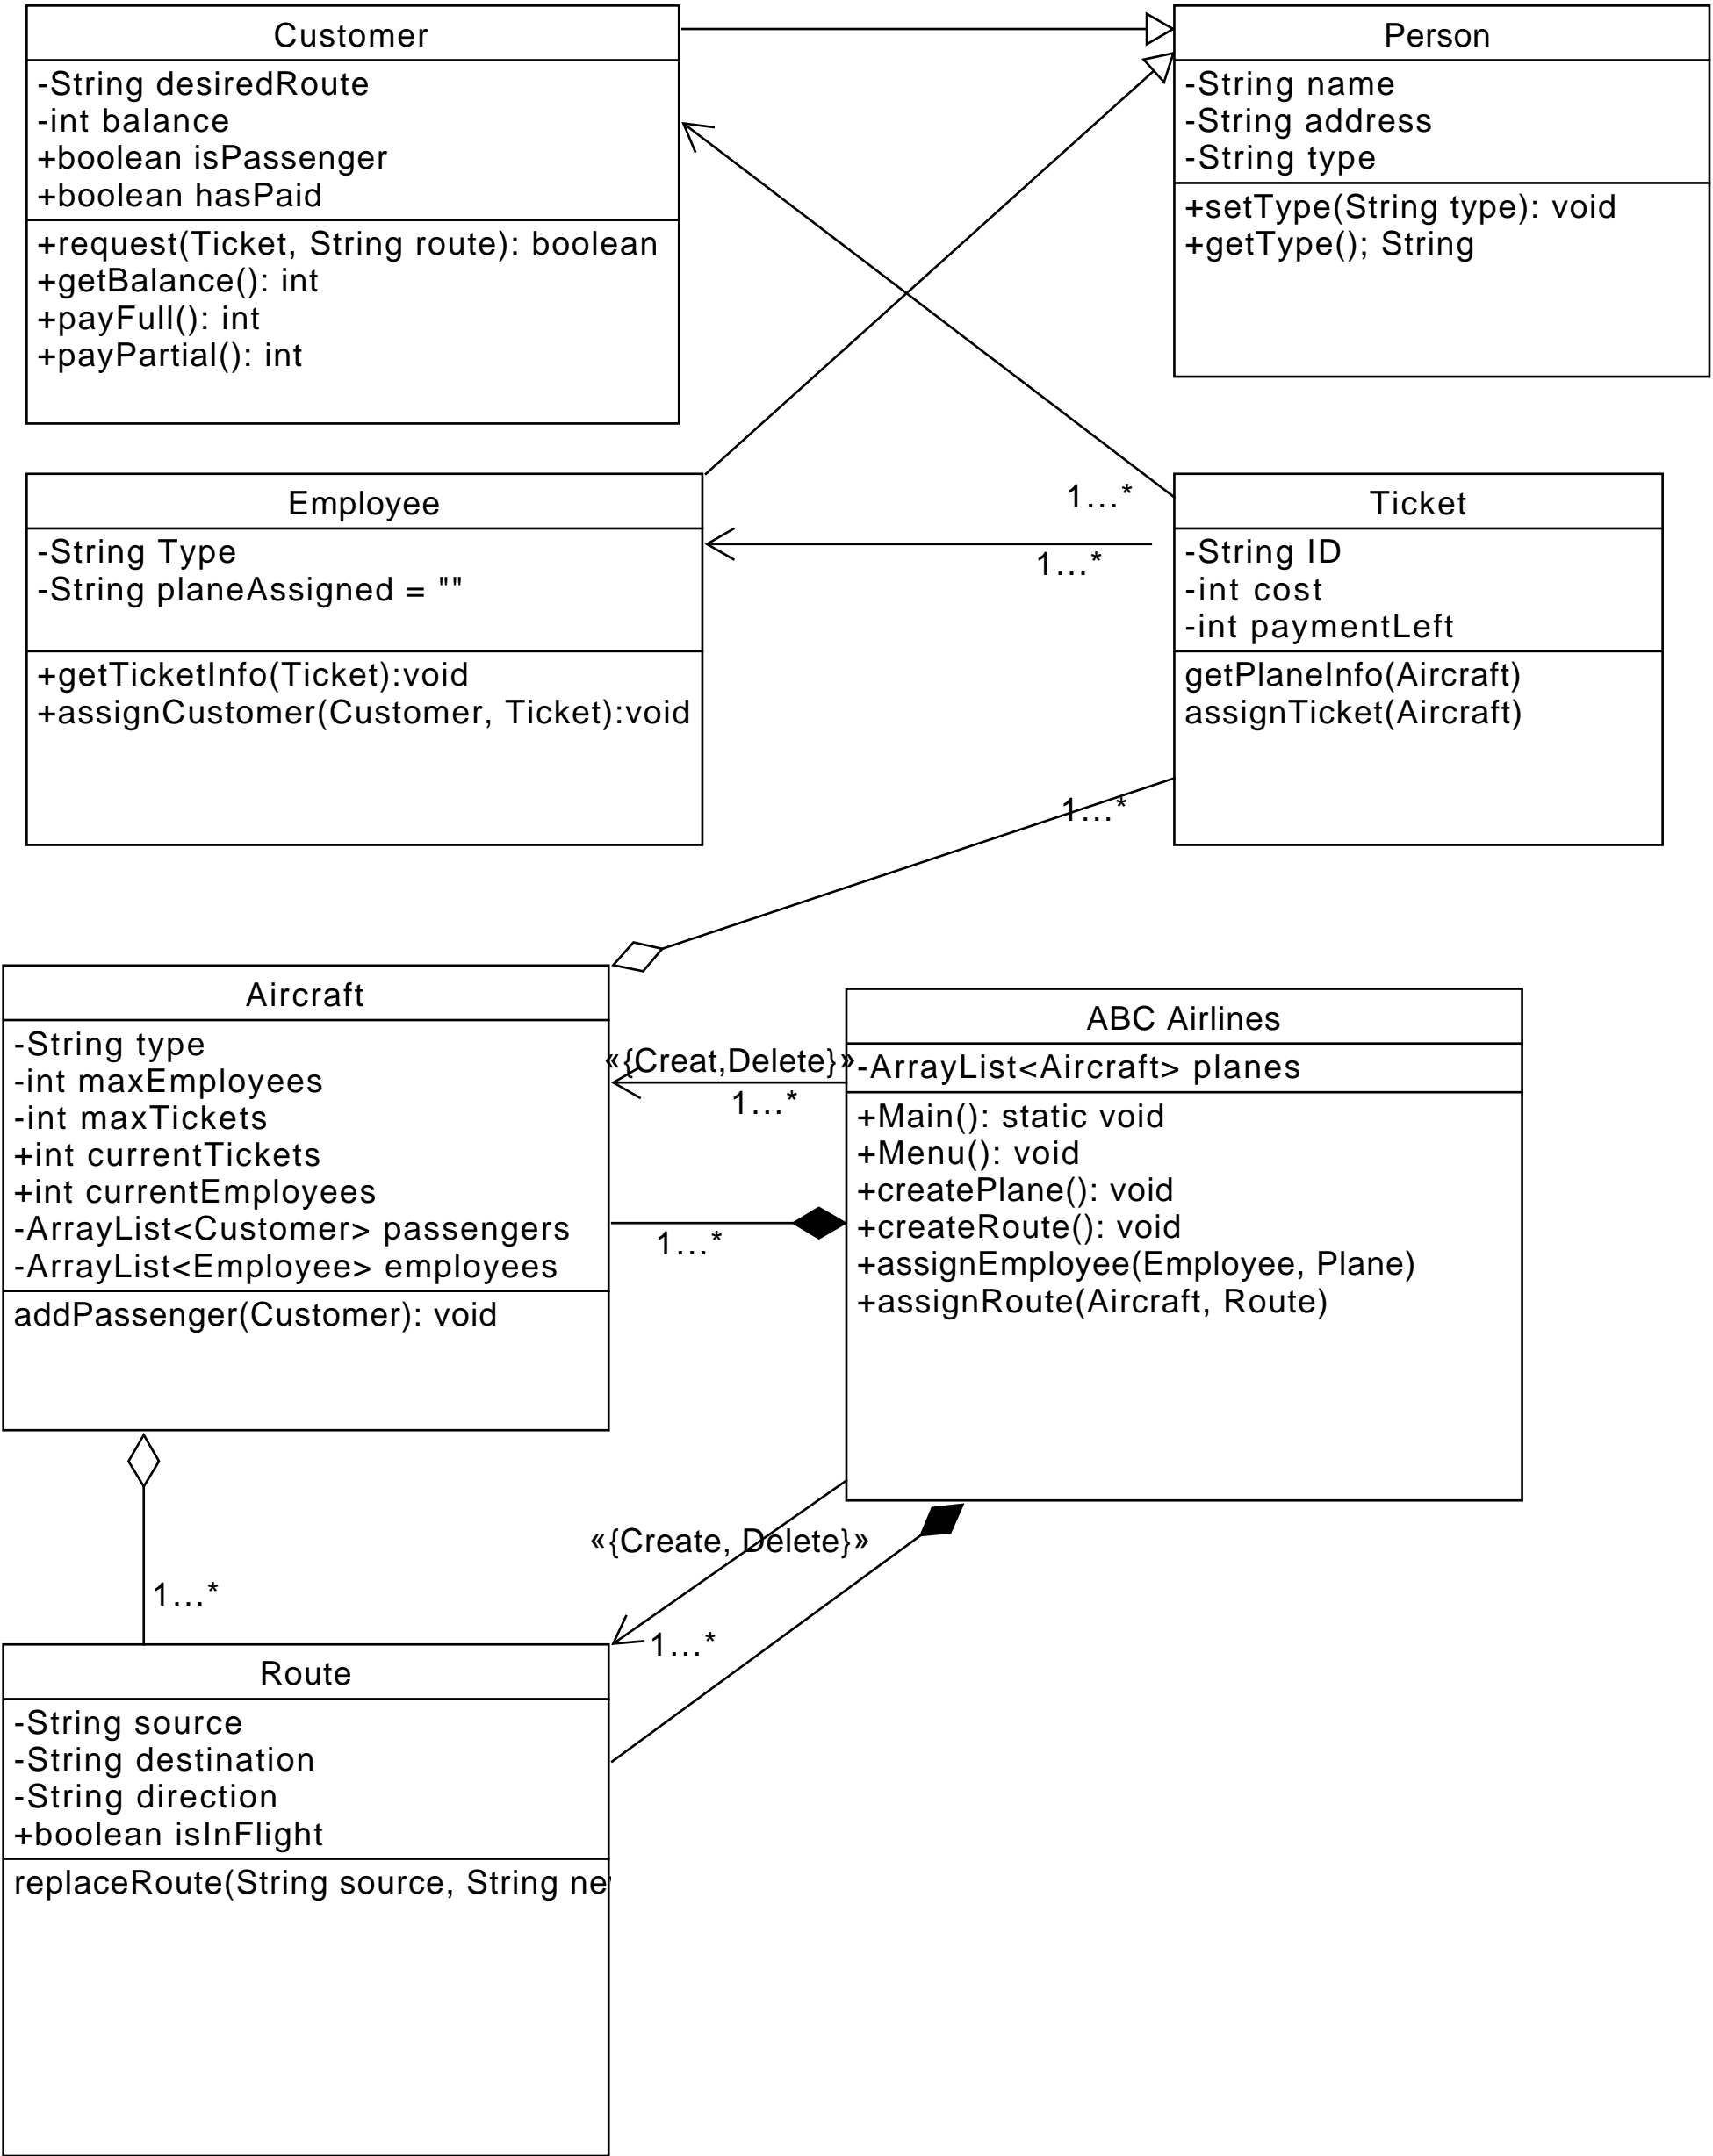 Customer
-String desiredRoute
-int balance
+boolean isPassenger
+boolean hasPaid
+request(Ticket, String route): boolean
+getBalance(): int
+payFull(): int
+payPartial(): int
Person
-String name
-String address
-String type
+setType(String type): void
+getType(); String
Employee
-String Type
-String planeAssigned = ""
+getTicketInfo(Ticket):void
+assignCustomer(Customer, Ticket):void
1...*
1...*
Ticket
-String ID
-int cost
-int paymentLeft
getPlaneInfo(Aircraft)
assignTicket(Aircraft)
1...*
Aircraft
-String type
-int maxEmployees
-int maxTickets
+int currentTickets
+int currentEmployees
-ArrayList<Customer> passengers
-ArrayList<Employee> employees
addPassenger(Customer): void
«{Creat,Delete}»
1...*
1...*
ABC Airlines
-ArrayList<Aircraft> planes
+Main(): static void
+Menu(): void
+createPlane(): void
+createRoute(): void
+assignEmployee(Employee, Plane)
+assignRoute(Aircraft, Route)
«{Create, Delete}»
1...*
1...*
Route
-String source
-String destination
-String direction
+boolean isInFlight
replaceRoute(String source, String